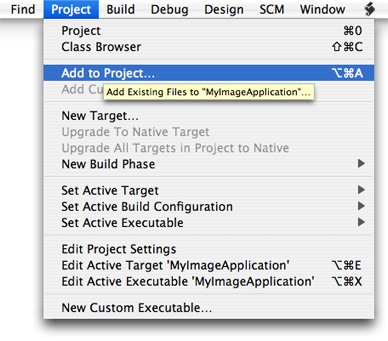 Find Project Build Debug Design SCM Window
Project ⌘0
Class Browser ⇧⌘C
Add to Project... ⌥⌘A
Add Cu
Add Existing Files to "MyImageApplication"...
New Target...
Upgrade To Native Target
Upgrade All Targets in Project to Native
New Build Phase
Set Active Target
Set Active Build Configuration
Set Active Executable
Edit Project Settings
Edit Active Target 'MyImageApplication' ⌥⌘E
Edit Active Executable 'MyImageApplication' ⌥⌘X
New Custom Executable...